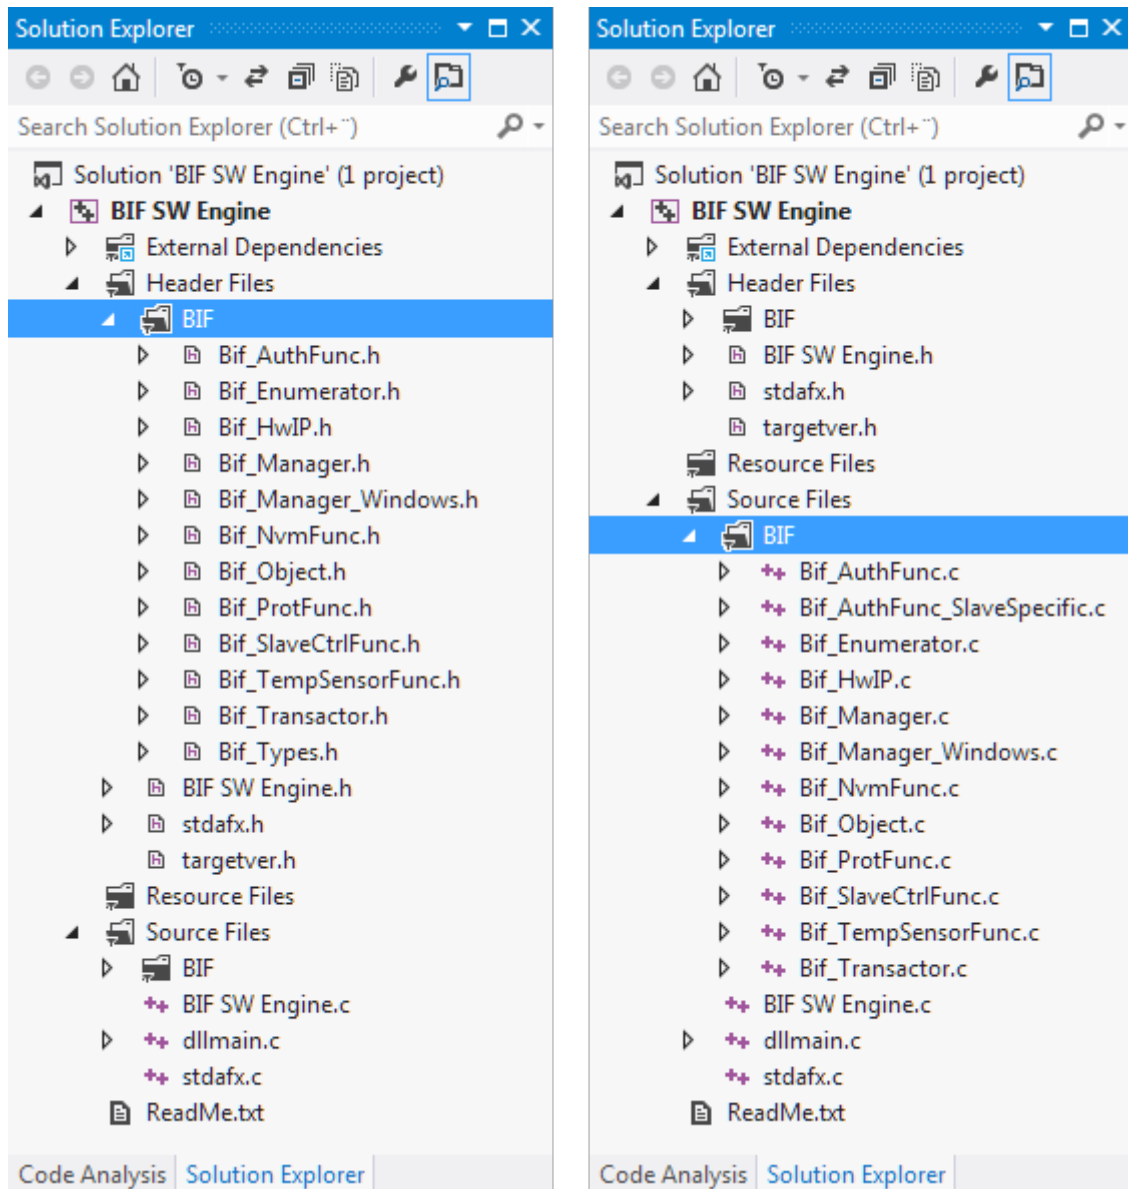 Solution Explorer
Search Solution Explorer (Ctrl+¨)
Solution 'BIF SW Engine' (1 project)
BIF SW Engine
External Dependencies
Header Files
BIF
Bif_AuthFunc.h
Bif_Enumerator.h
Bif_HwIP.h
Bif_Manager.h
Bif_Manager_Windows.h
Bif_NvmFunc.h
Bif_Object.h
Bif_ProtFunc.h
Bif_SlaveCtrlFunc.h
Bif_TempSensorFunc.h
Bif_Transactor.h
Bif_Types.h
BIF SW Engine.h
stdafx.h
targetver.h
Resource Files
Source Files
BIF
BIF SW Engine.c
dllmain.c
stdafx.c
ReadMe.txt
Code Analysis Solution Explorer
Solution Explorer
Search Solution Explorer (Ctrl+¨)
Solution 'BIF SW Engine' (1 project)
BIF SW Engine
External Dependencies
Header Files
BIF
BIF SW Engine.h
stdafx.h
targetver.h
Resource Files
Source Files
BIF
Bif_AuthFunc.c
Bif_AuthFunc_SlaveSpecific.c
Bif_Enumerator.c
Bif_HwIP.c
Bif_Manager.c
Bif_Manager_Windows.c
Bif_NvmFunc.c
Bif_Object.c
Bif_ProtFunc.c
Bif_SlaveCtrlFunc.c
Bif_TempSensorFunc.c
Bif_Transactor.c
BIF SW Engine.c
dllmain.c
stdafx.c
ReadMe.txt
Code Analysis Solution Explorer